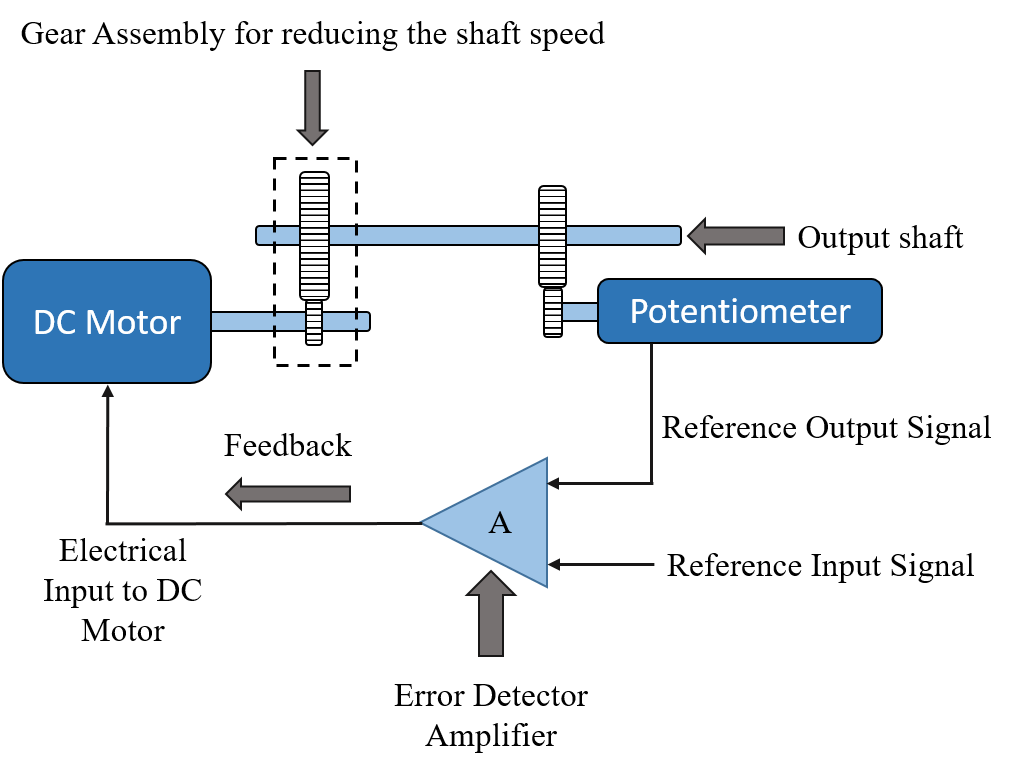 Gear Assembly for reducing the shaft speed
Output shaft
DC Motor
Potentiometer
Reference Output Signal
Feedback
A
Electrical
Input to DC
Motor
Reference Input Signal
Error Detector
Amplifier